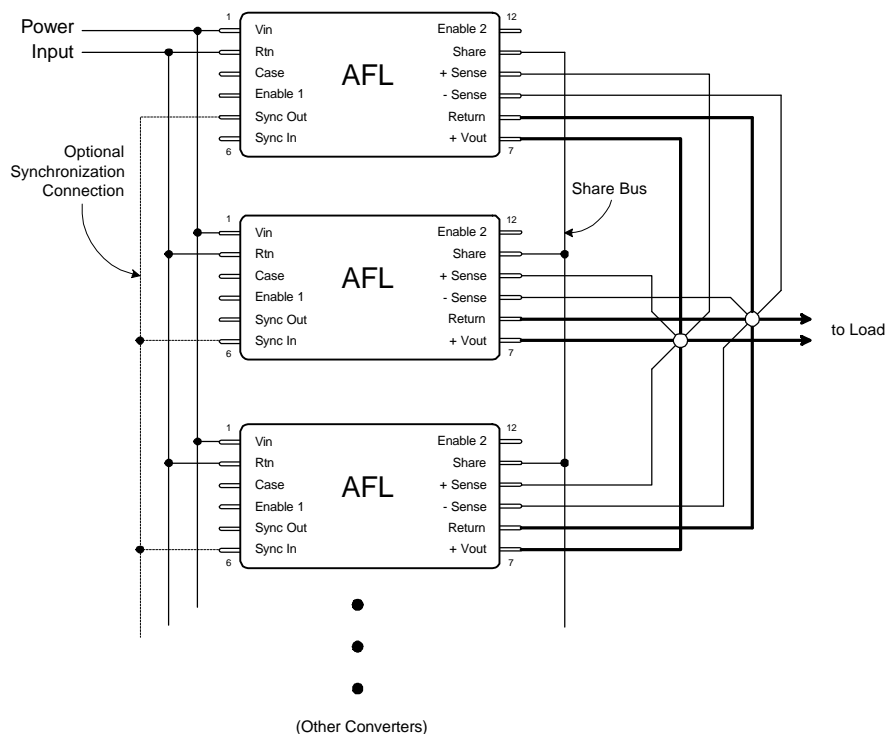 Power
Input
1
Vin
Rtn
Case
Enable 1
Sync Out
Sync In
6
AFL
12
Enable 2
Share
+ Sense
- Sense
Return
+ Vout
7
Optional
Synchronization
Connection
Share Bus
1
Vin
Rtn
Case
Enable 1
Sync Out
Sync In
6
AFL
12
Enable 2
Share
+ Sense
- Sense
Return
+ Vout
7
to Load
1
Vin
Rtn
Case
Enable 1
Sync Out
Sync In
6
AFL
12
Enable 2
Share
+ Sense
- Sense
Return
+ Vout
7
(Other Converters)